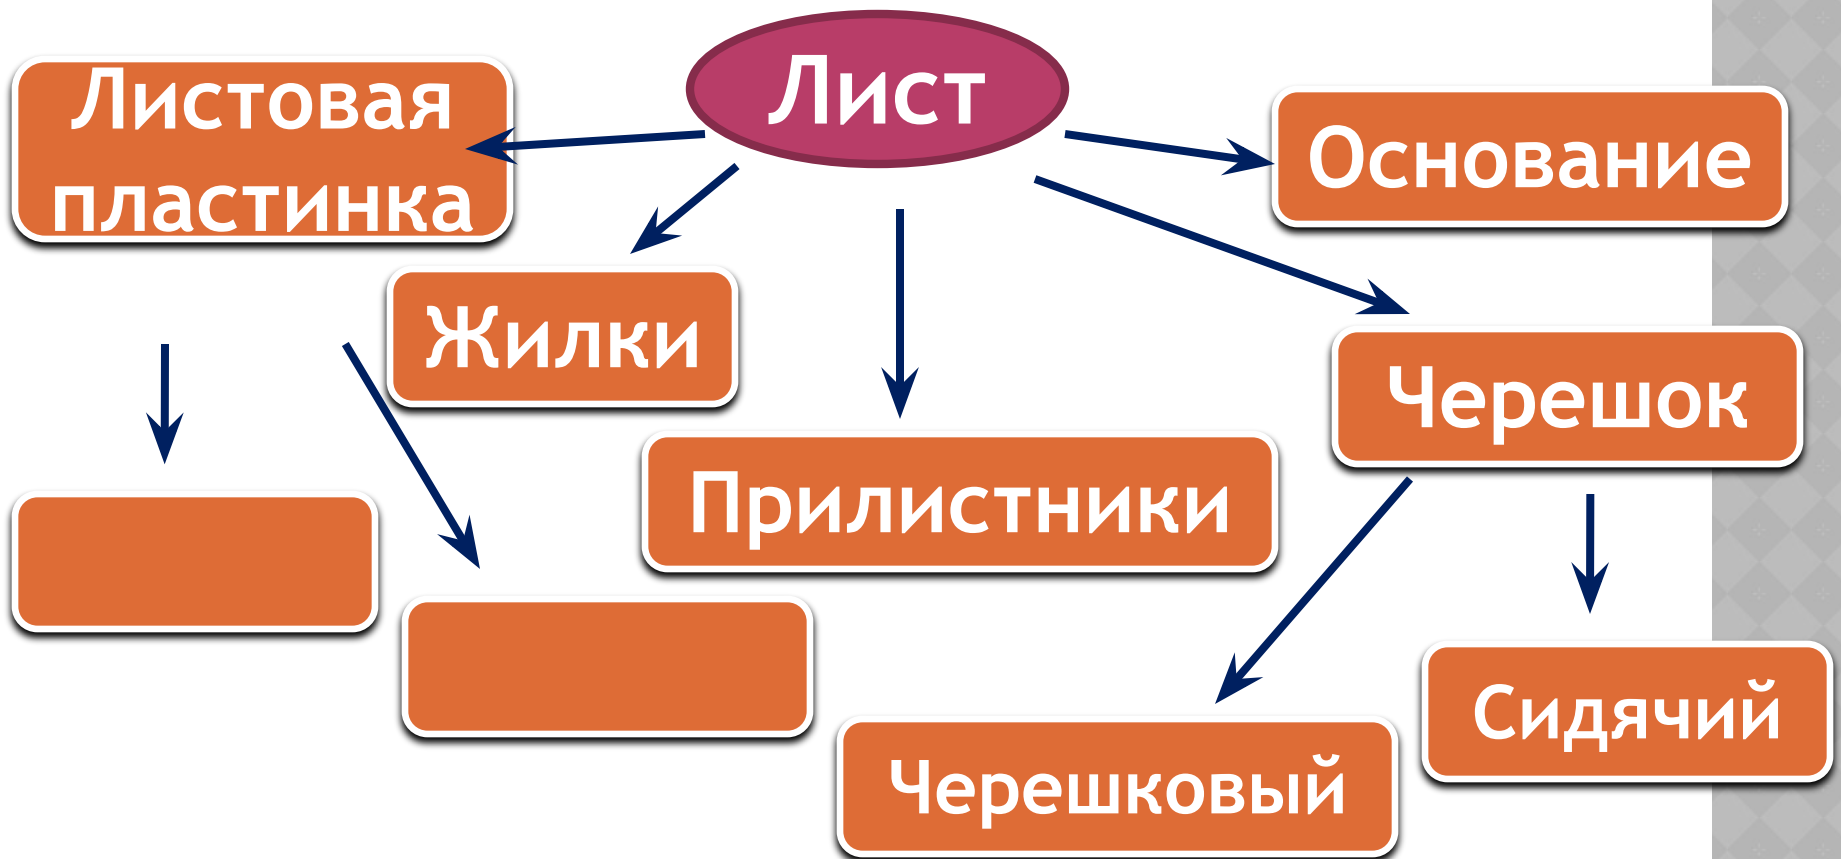 Лист
Листовая
пластинка
Основание
Жилки
Черешок
Прилистники
Сидячий
Черешковый